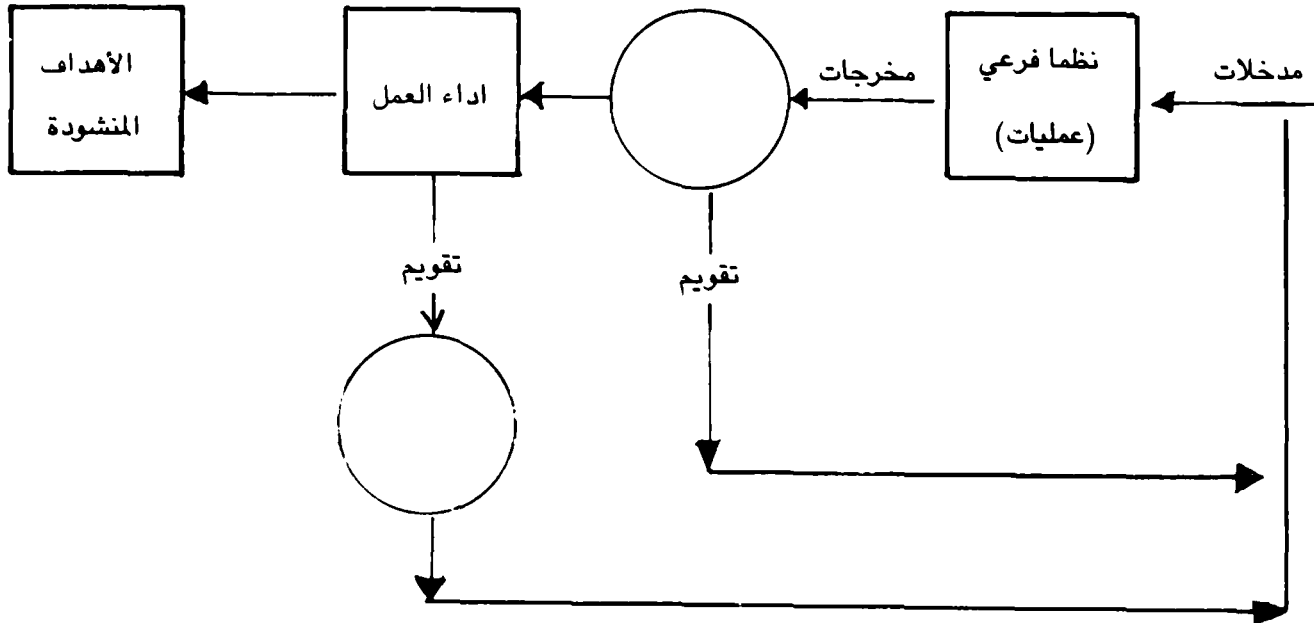 مدخلات
نظما فرعي
(عمليات)
مخرجات
اداء العمل
الأهداف
المنشودة
تقويم
تقويم